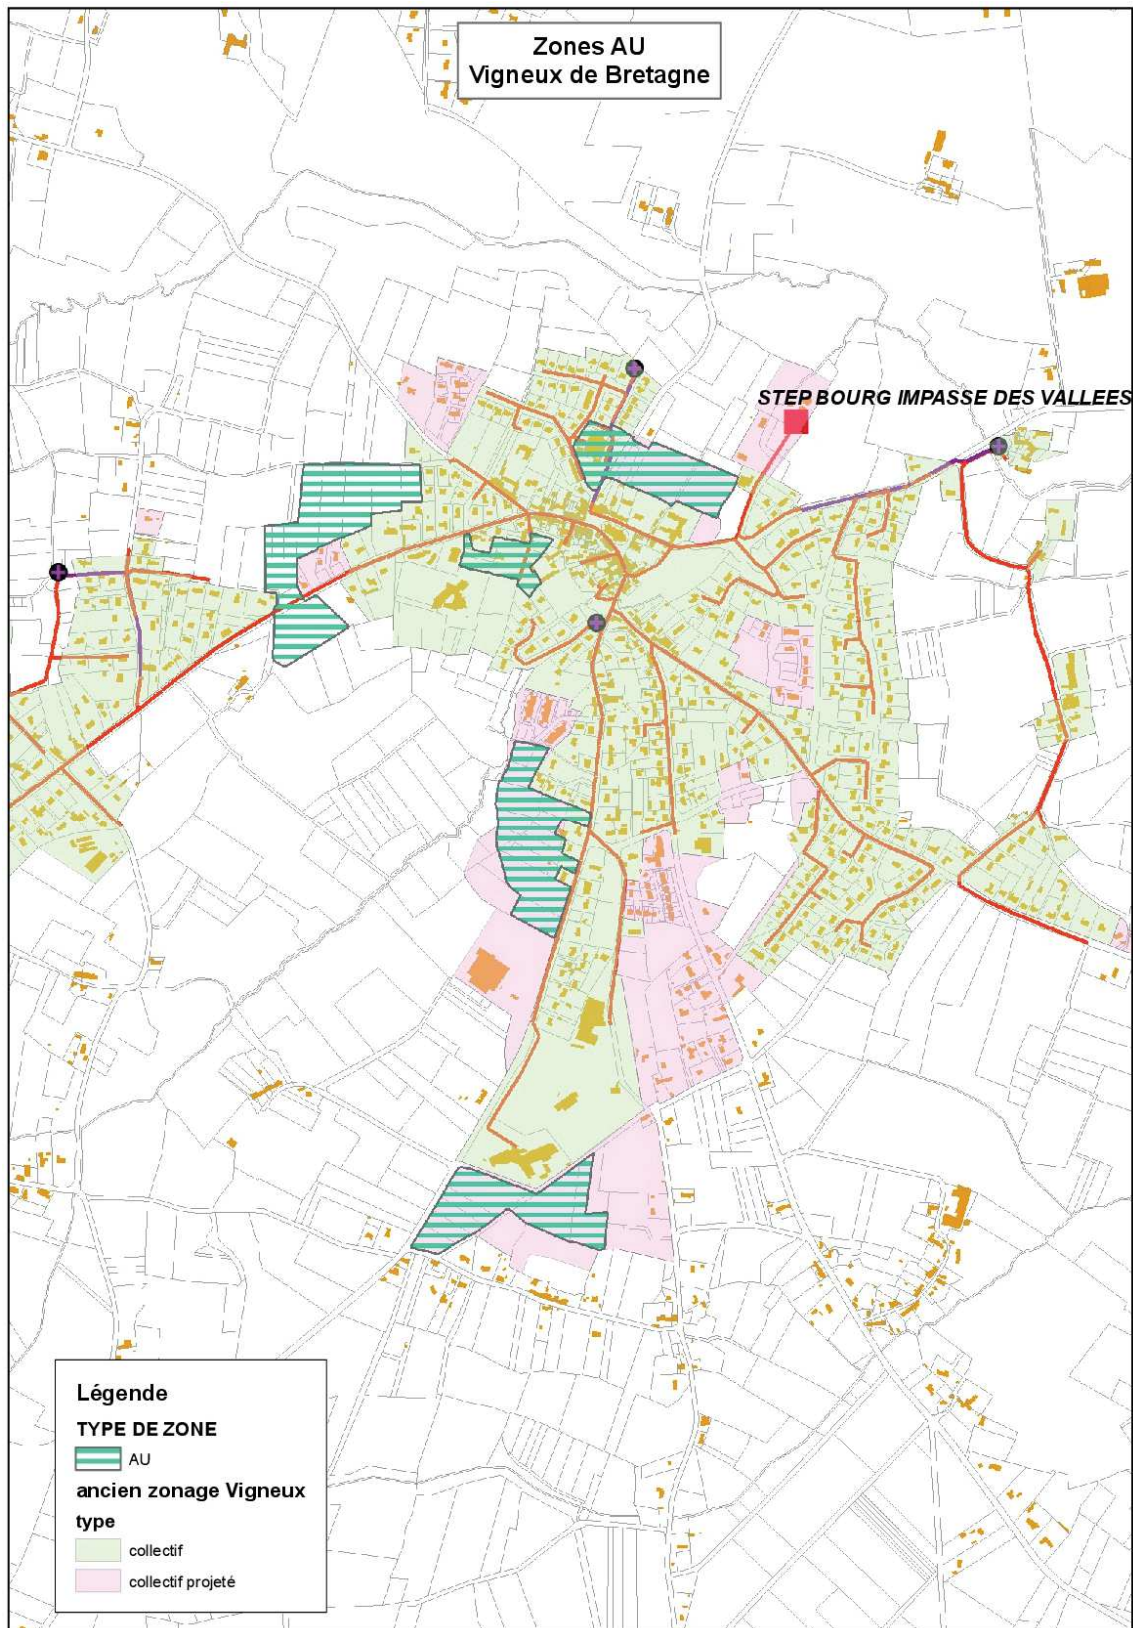 Zones AU
Vigneux de Bretagne
STEP BOURG IMPASSE DES VALLEES
Légende
TYPE DE ZONE
AU
ancien zonage Vigneux
type
collectif
collectif projeté